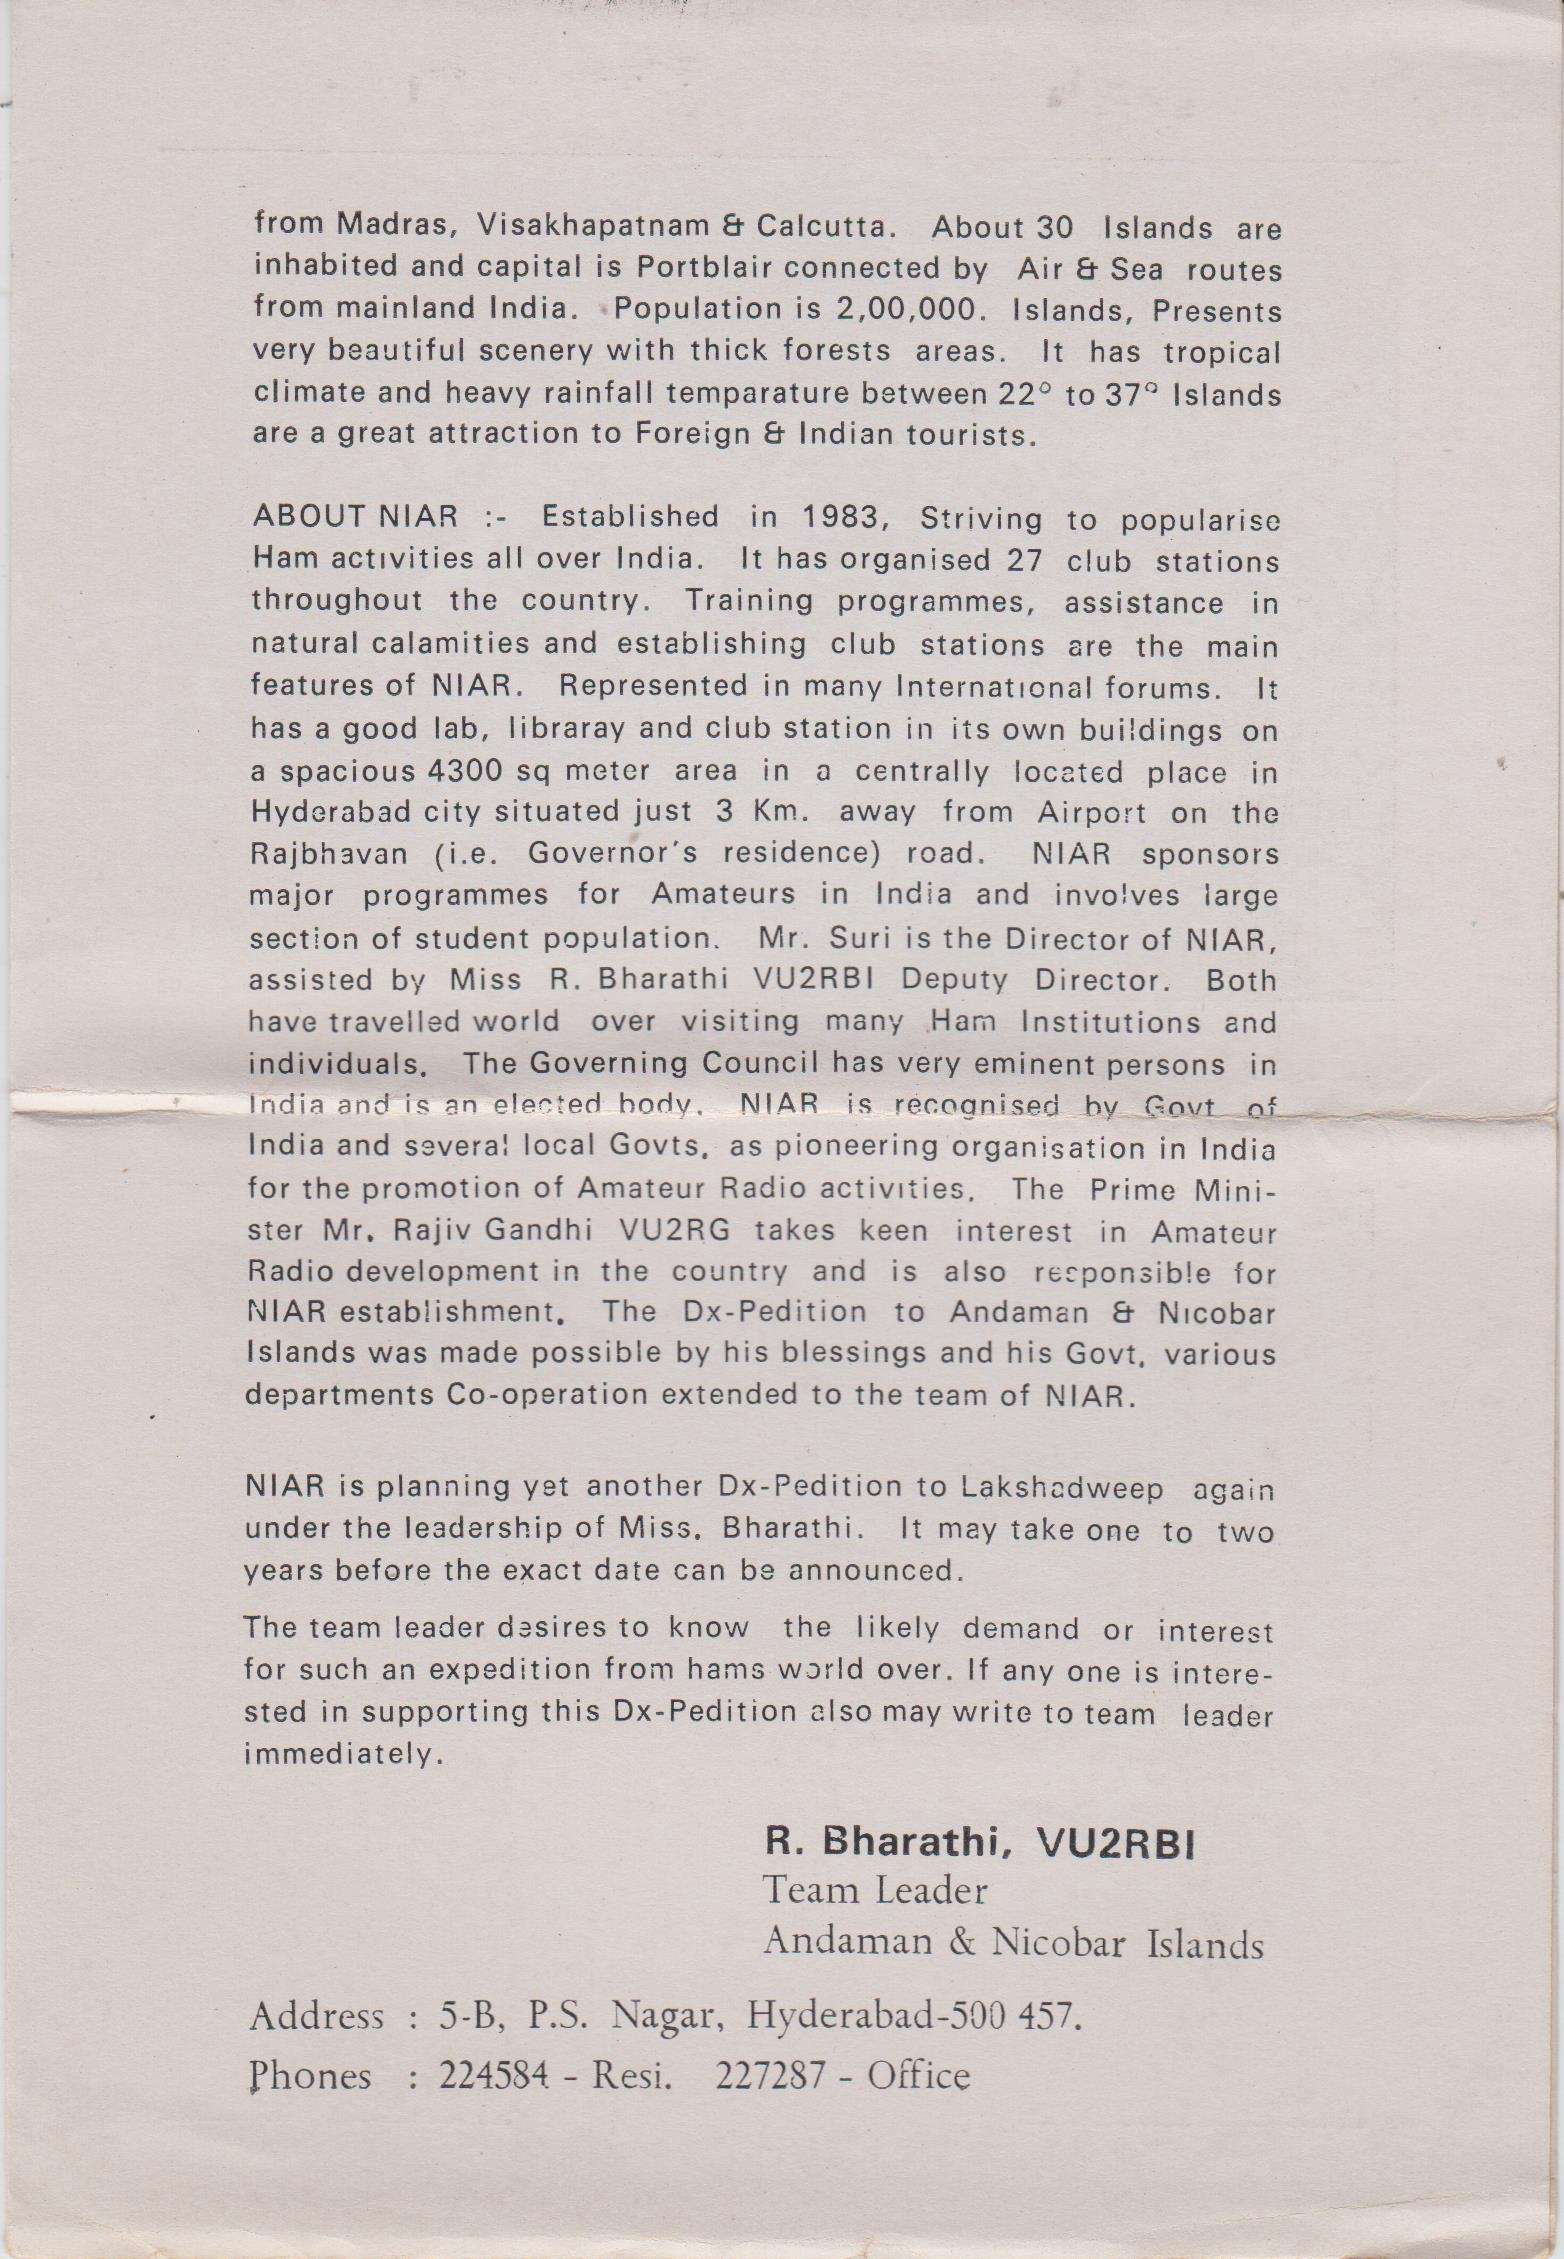 from Madras, Visakhapatnam & Calcutta. About 30 Islands are
inhabited and capital is Portblair connected by Air & Sea routes
from mainland India. Population is 2,00,000. Islands, Presents
very beautiful scenery with thick forests areas. It has tropical
climate and heavy rainfall temparature between 22° to 37° Islands
are a great attraction to Foreign & Indian tourists.
ABOUT NIAR :- Established in 1983, Striving to popularise
Ham activities all over India. It has organised 27 club stations
throughout the country. Training programmes, assistance in
natural calamities and establishing club stations are the main
features of NIAR. Represented in many International forums. It
has a good lab, libraray and club station in its own buildings on
a spacious 4300 sq meter area in a centrally located place in
Hyderabad city situated just 3 Km. away from Airport on the
Rajbhavan (i.e. Governor's residence) road. NIAR sponsors
major programmes for Amateurs in India and involves large
section of student population. Mr. Suri is the Director of NIAR,
assisted by Miss R. Bharathi VU2RBI Deputy Director. Both
have travelled world over visiting many Ham Institutions and
individuals. The Governing Council has very eminent persons in
India and is an elected body. NIAR is recognised by Govt of
India and several local Govts. as pioneering organisation in India
for the promotion of Amateur Radio activities. The Prime Mini-
ster Mr. Rajiv Gandhi VU2RG takes keen interest in Amateur
Radio development in the country and is also responsible for
NIAR establishment. The Dx-Pedition to Andaman & Nicobar
Islands was made possible by his blessings and his Govt. various
departments Co-operation extended to the team of NIAR.
NIAR is planning yet another Dx-Pedition to Lakshadweep again
under the leadership of Miss. Bharathi. It may take one to two
years before the exact date can be announced.
The team leader desires to know the likely demand or interest
for such an expedition from hams world over. If any one is intere-
sted in supporting this Dx-Pedition also may write to team leader
immediately.
R. Bharathi, VU2RBI
Team Leader
Andaman & Nicobar Islands
Address : 5-B, P.S. Nagar, Hyderabad-500 457.
Phones : 224584 - Resi. 227287 - Office